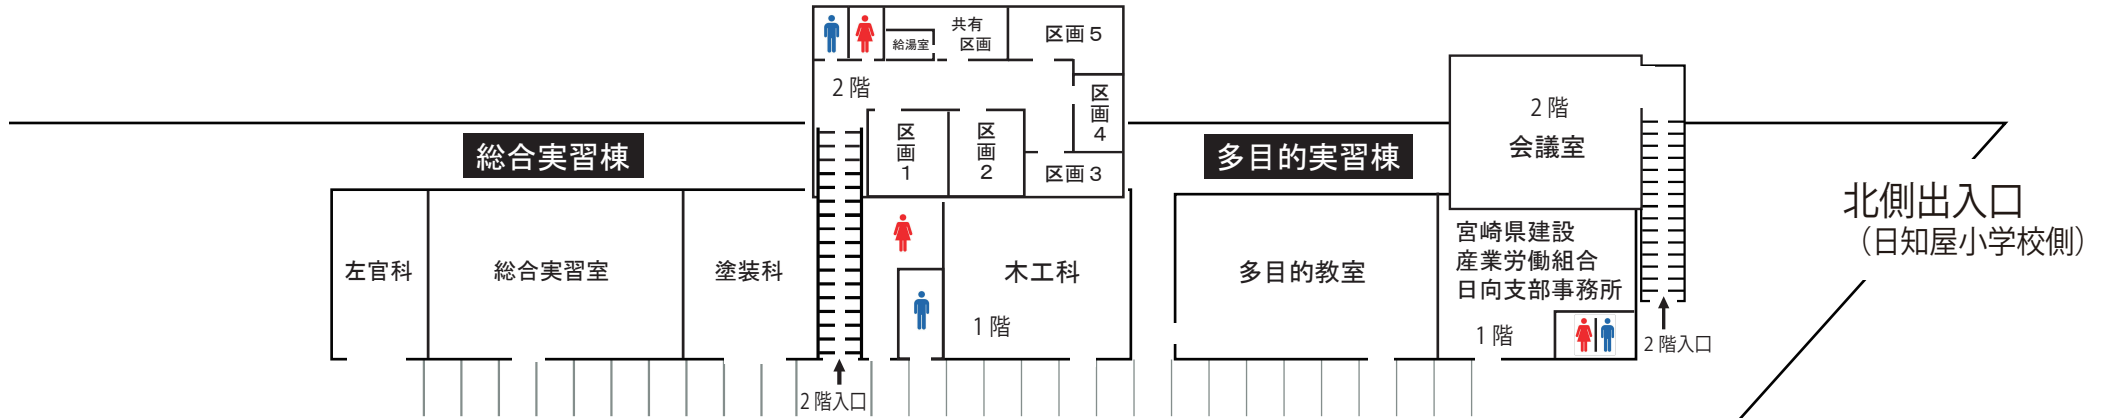 共有
区画
区画5
給湯室
2階
区画4
区画1
区画2
区画3
総合実習棟
多目的実習棟
2階
会議室
北側出入口
（日知屋小学校側）
左官科
総合実習室
塗装科
木工科
1階
多目的教室
宮崎県建設
産業労働組合
日向支部事務所
1階
2階入口
2階入口